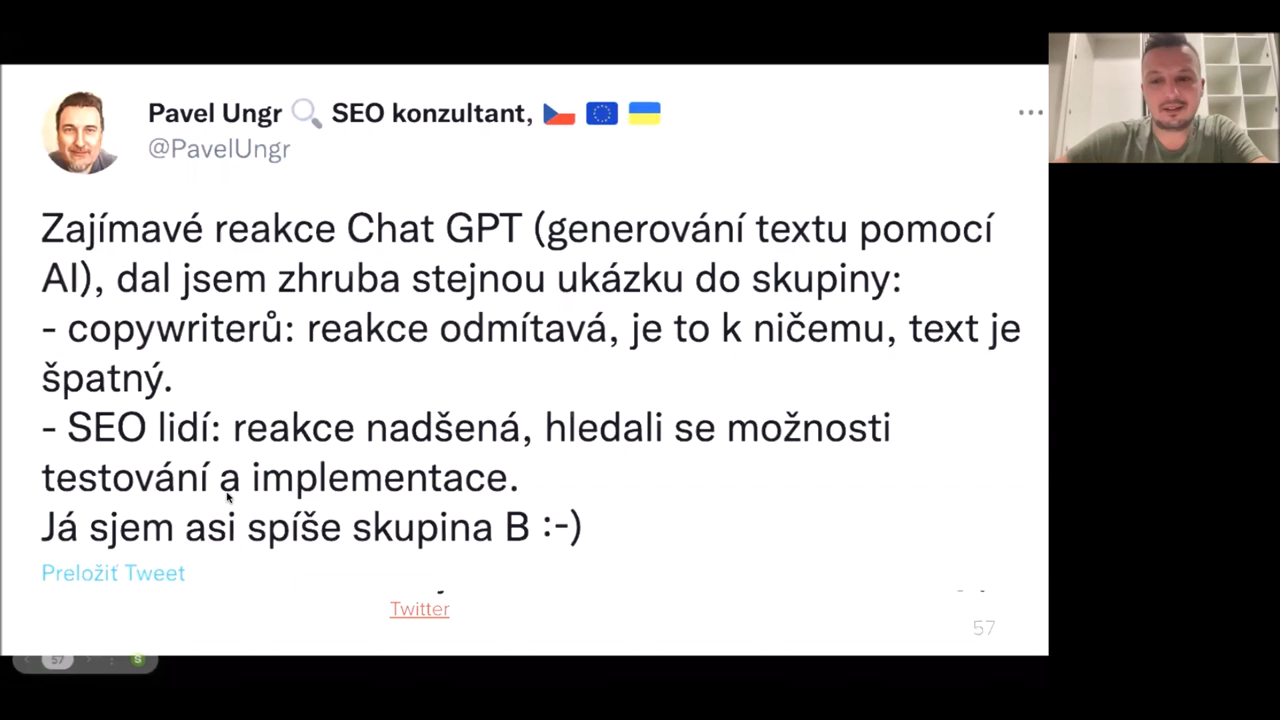 Pavel Ungr 🔍 SEO konzultant, 🇨🇿 🇪🇺 🇺🇦
@PavelUngr
Zajímavé reakce Chat GPT (generování textu pomocí
AI), dal jsem zhruba stejnou ukázku do skupiny:
- copywriterů: reakce odmítavá, je to k ničemu, text je
špatný.
- SEO lidí: reakce nadšená, hledali se možnosti
testování a implementace.
Já sjem asi spíše skupina B :-)
Preložiť Tweet
Twitter
57
57
S